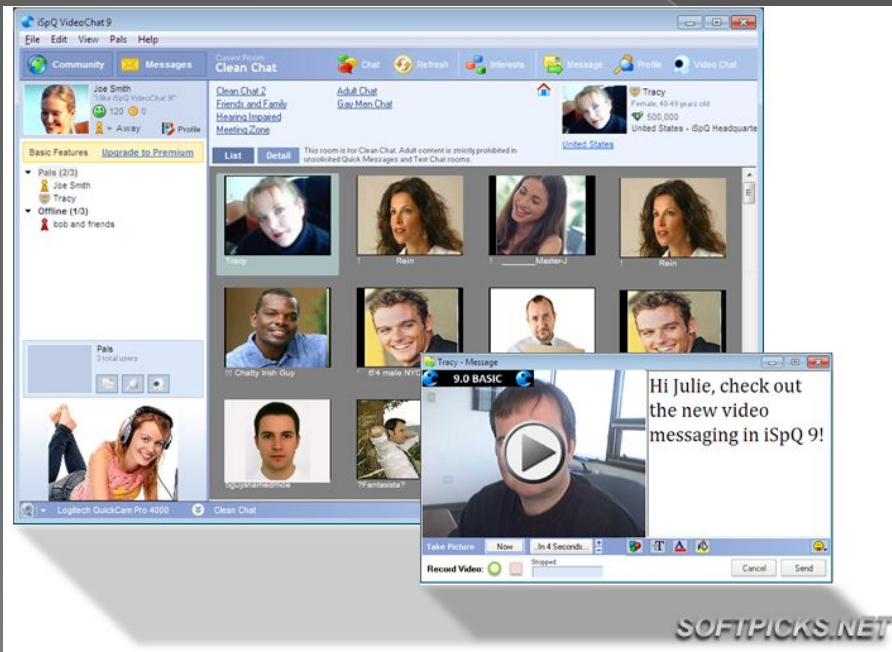 iSpQ VideoChat 9
File Edit View Pals Help
Community
Messages
Current Room
Clean Chat
Chat
Refresh
Interests
Message
Profile
Video Chat
Joe Smith
"I like iSpQ VideoChat 9!"
120 0
Away
Profile
Basic Features Upgrade to Premium
Pals (2/3)
Joe Smith
Tracy
Offline (1/3)
bob and friends
Clean Chat 2
Friends and Family
Hearing Impaired
Meeting Zone
Adult Chat
Gay Men Chat
Tracy
Female, 40-49 years old
500,000
United States - iSpQ Headquarte
United States
List
Detail
This room is for Clean Chat. Adult content is strictly prohibited in
unsolicited Quick Messages and Text Chat rooms.
Tracy
! Rein
! _______Master-J
! Rein
!!! Chatty Irish Guy
6'4 male NYC
5guysnamedmoe
?Fantasista?
Pals
3 total users
Logitech QuickCam Pro 4000
Clean Chat
Tracy - Message
9.0 BASIC
Hi Julie, check out
the new video
messaging in iSpQ 9!
Take Picture
Now
..In 4 Seconds...
T
A
Record Video:
Stopped
Cancel
Send
SOFTPICKS.NET